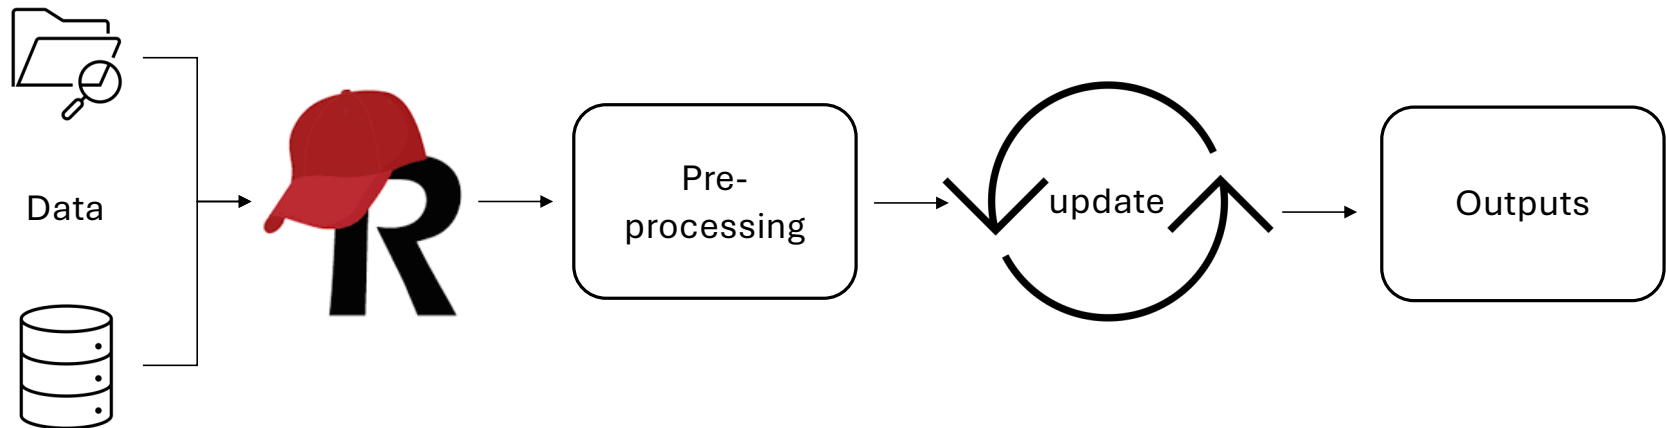 Data
R
Pre-
processing
update
Outputs